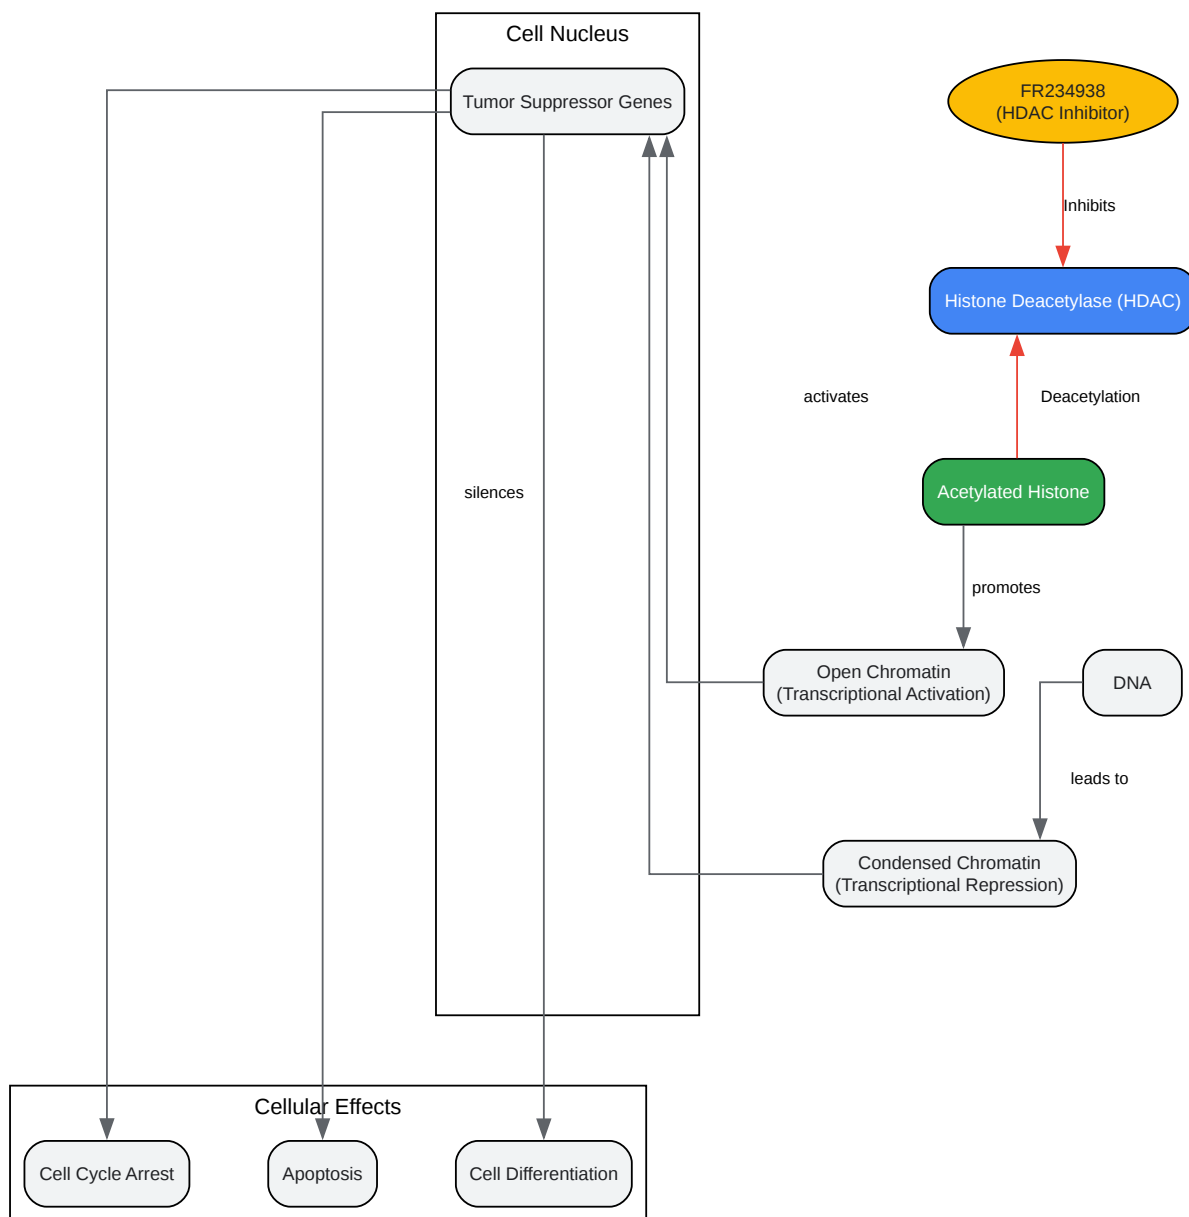 Cell Nucleus
Tumor Suppressor Genes
FR234938
(HDAC Inhibitor)
Inhibits
Histone Deacetylase (HDAC)
activates
Deacetylation
silences
Acetylated Histone
promotes
Open Chromatin
(Transcriptional Activation)
DNA
leads to
Condensed Chromatin
(Transcriptional Repression)
Cellular Effects
Cell Cycle Arrest
Apoptosis
Cell Differentiation